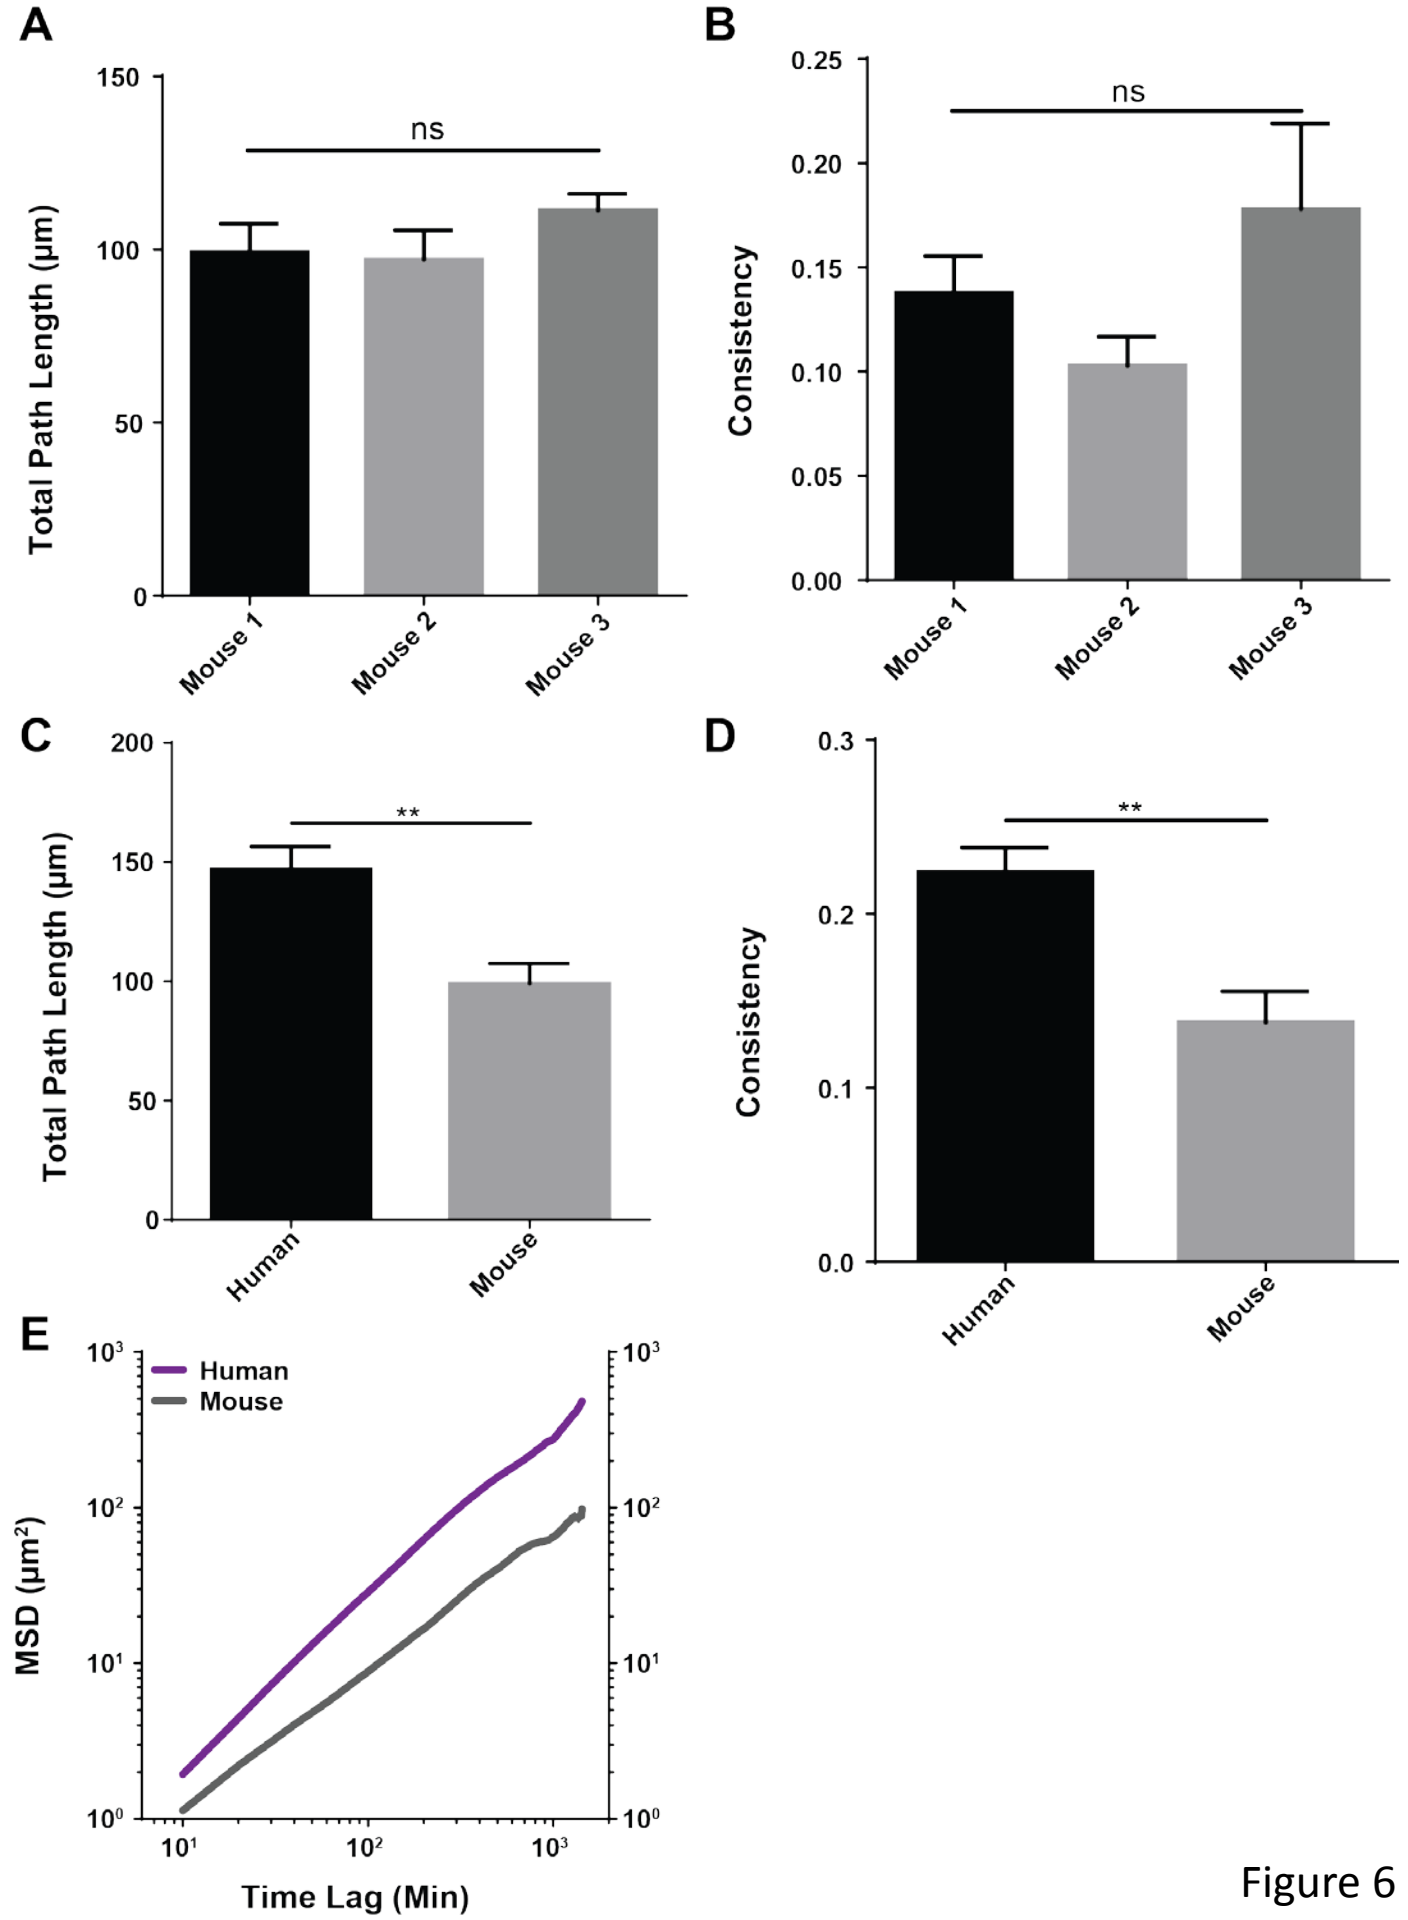 A
Total Path Length (µm)
150
100
50
0
ns
Mouse 1
Mouse 2
Mouse 3
B
Consistency
0.25
0.20
0.15
0.10
0.05
0.00
ns
Mouse 1
Mouse 2
Mouse 3
C
Total Path Length (µm)
200
150
100
50
0
**
Human
Mouse
D
Consistency
0.3
0.2
0.1
0.0
**
Human
Mouse
E
MSD (µm²)
10³
10²
10¹
10⁰
Human
Mouse
10³
10²
10¹
10⁰
10¹
10²
10³
Time Lag (Min)
Figure 6